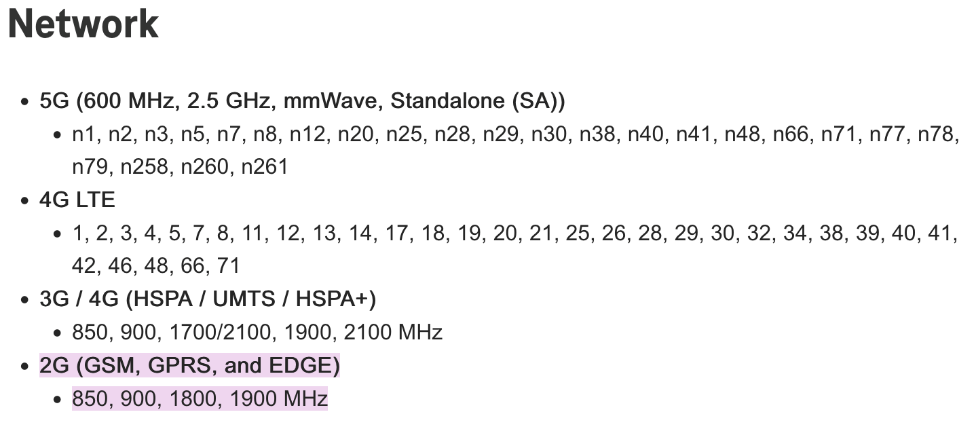 Network
• 5G (600 MHz, 2.5 GHz, mmWave, Standalone (SA))
• n1, n2, n3, n5, n7, n8, n12, n20, n25, n28, n29, n30, n38, n40, n41, n48, n66, n71, n77, n78,
n79, n258, n260, n261
• 4G LTE
• 1, 2, 3, 4, 5, 7, 8, 11, 12, 13, 14, 17, 18, 19, 20, 21, 25, 26, 28, 29, 30, 32, 34, 38, 39, 40, 41,
42, 46, 48, 66, 71
• 3G / 4G (HSPA / UMTS / HSPA+)
• 850, 900, 1700/2100, 1900, 2100 MHz
• 2G (GSM, GPRS, and EDGE)
• 850, 900, 1800, 1900 MHz